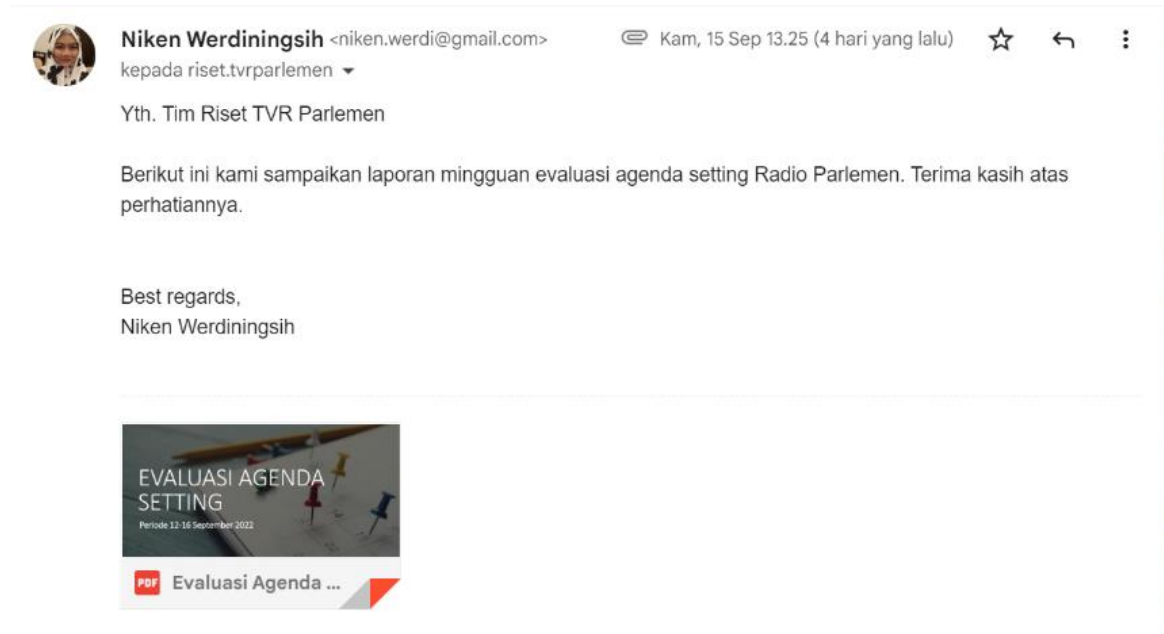 Niken Werdiningsih <niken.werdi@gmail.com> Kam, 15 Sep 13.25 (4 hari yang lalu)
kepada riset.tvrparlemen
Yth. Tim Riset TVR Parlemen
Berikut ini kami sampaikan laporan mingguan evaluasi agenda setting Radio Parlemen. Terima kasih atas
perhatiannya.
Best regards,
Niken Werdiningsih
EVALUASI AGENDA
SETTING
Periode 12-16 September 2022
PDF Evaluasi Agenda ...